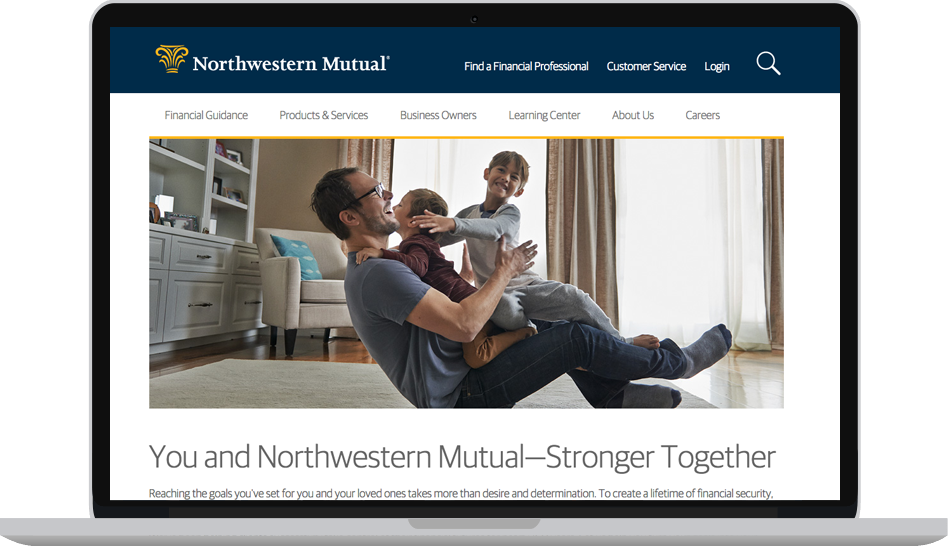 Northwestern Mutual®
Find a Financial Professional Customer Service Login
Financial Guidance Products & Services Business Owners Learning Center About Us Careers
You and Northwestern Mutual—Stronger Together
Reaching the goals you've set for you and your loved ones takes more than desire and determination. To create a lifetime of financial security,